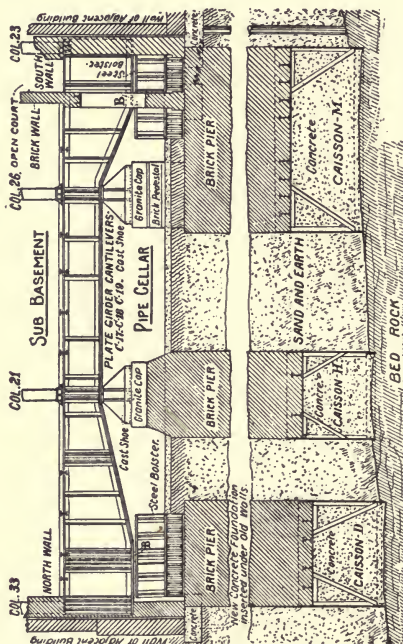 COL.33
COL.21
COL.26
OPEN COURT
COL.23
NORTH WALL
SUB BASEMENT
BRICK WALL
SOUTH
WALL
Wall of Adjacent Building
Wall of Adjacent Building
PLATE GIRDER CANTILEVERS
C-17-C-18 C-19.
Cast Shoe
Cast Shoe
Steel
Bolster.
B
B
Steel Bolster.
PIPE CELLAR
Granite Cap
Granite Cap
Brick Pedestal
Concrete
Concrete
BRICK PIER
BRICK PIER
BRICK PIER
New Concrete Foundation
inserted under Old Walls
SAND AND EARTH
Concrete
CAISSON-D
Concrete
CAISSON-H.
Concrete
CAISSON-M.
BED ROCK